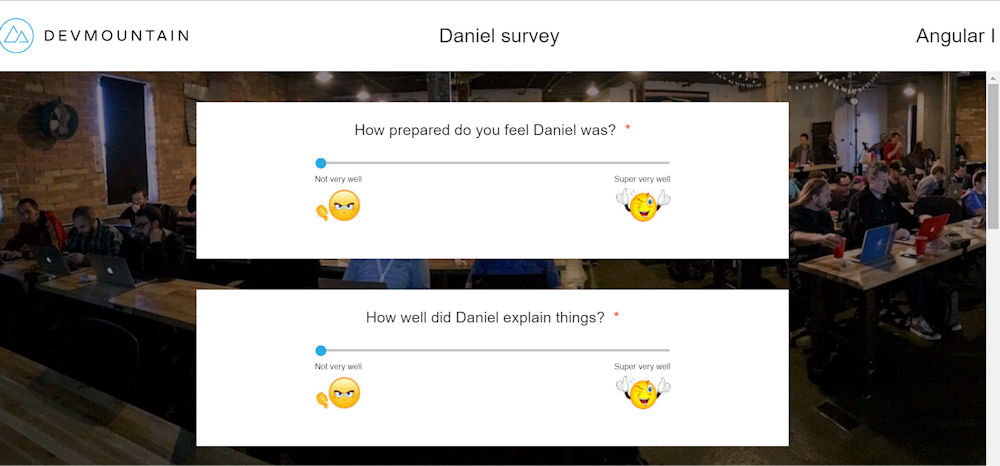 DEVMOUNTAIN
Daniel survey
Angular I
How prepared do you feel Daniel was? *
Not very well
Super very well
How well did Daniel explain things? *
Not very well
Super very well